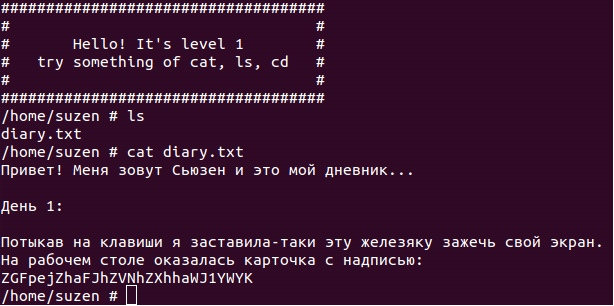 ####################################
#                                  #
#       Hello! It's level 1        #
#   try something of cat, ls, cd   #
#                                  #
####################################
/home/suzen # ls
diary.txt
/home/suzen # cat diary.txt
Привет! Меня зовут Сьюзен и это мой дневник...
День 1:
Потыкав на клавиши я заставила-таки эту железяку зажечь свой экран.
На рабочем столе оказалась карточка с надписью:
ZGFpejZhaFJhZVNhZXhhaWJ1YWYK
/home/suzen #